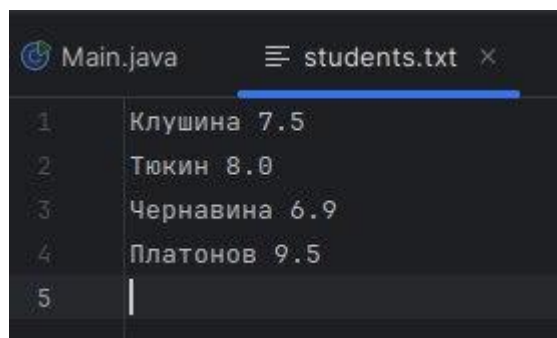 Main.java students.txt ×
1 Клушина 7.5
2 Тюкин 8.0
3 Чернавина 6.9
4 Платонов 9.5
5